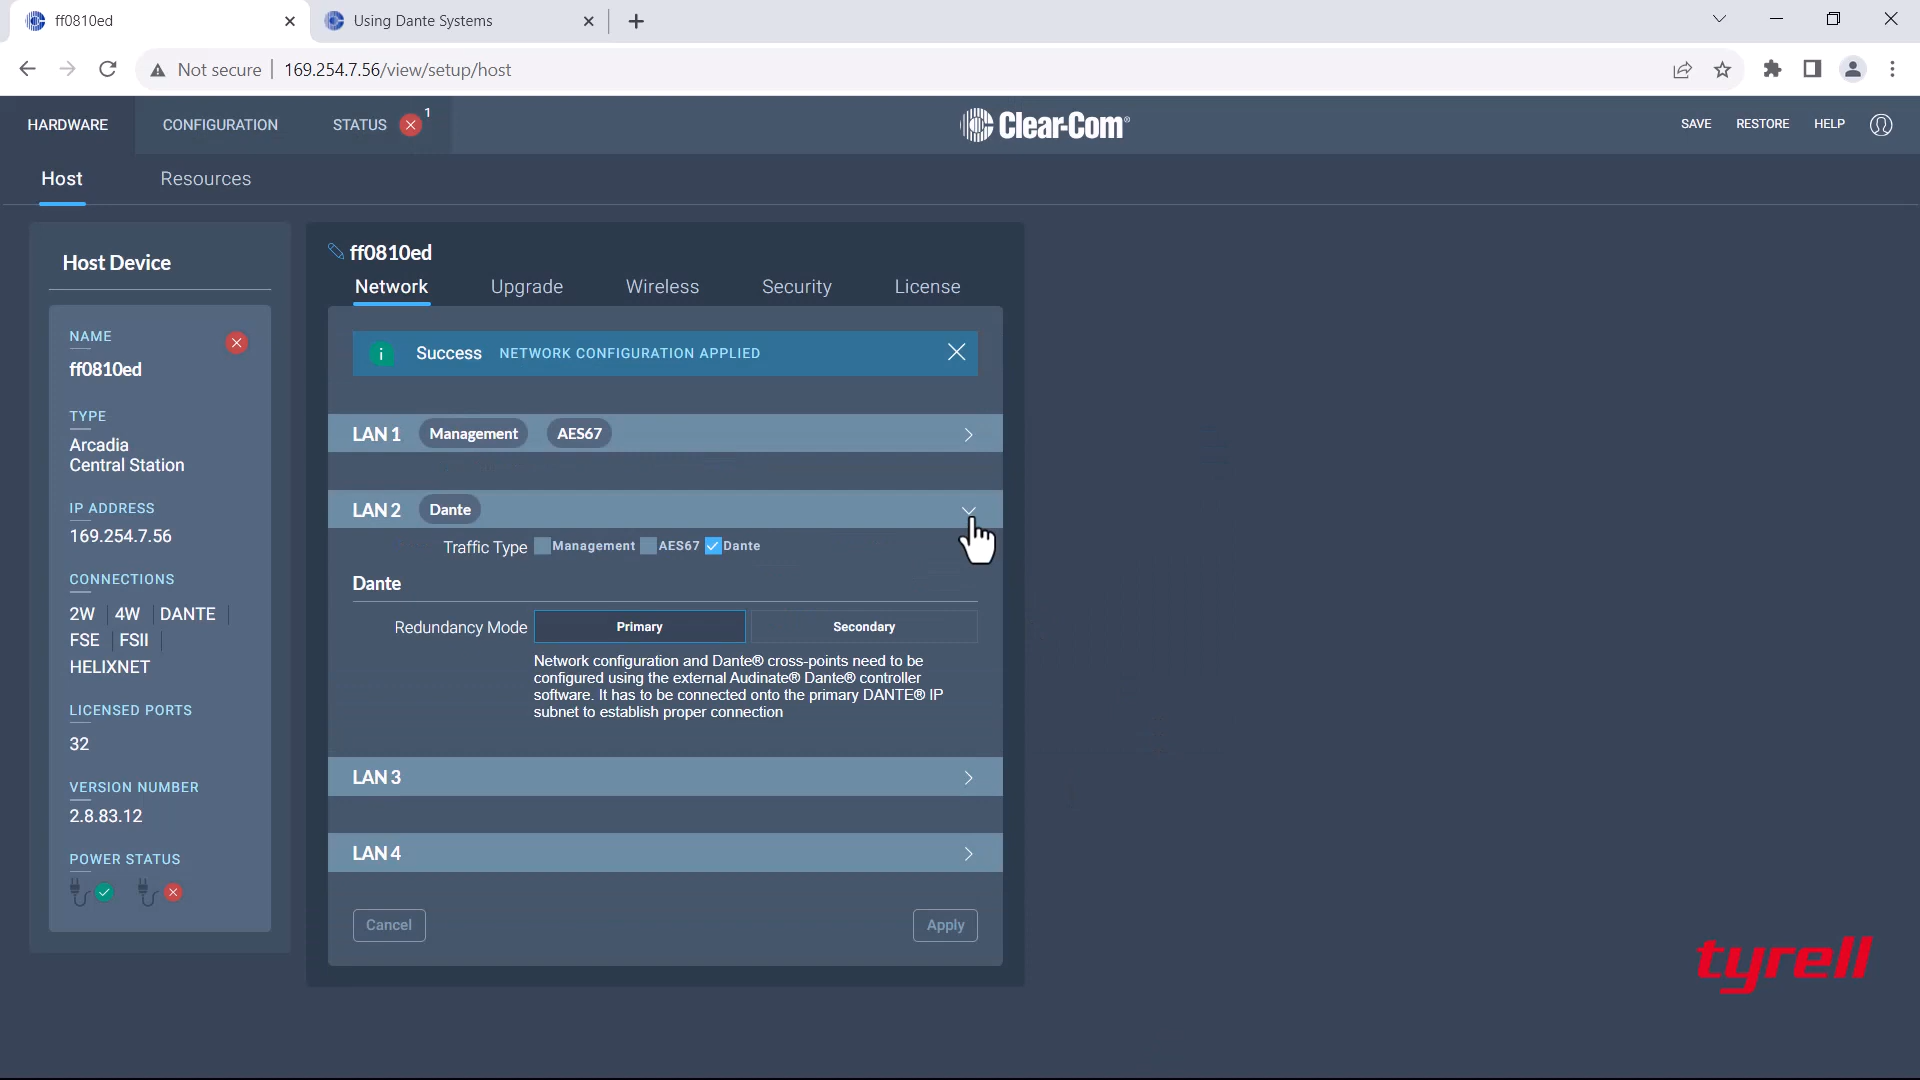 ff0810ed
Using Dante Systems
Not secure
169.254.7.56/view/setup/host
HARDWARE
CONFIGURATION
STATUS
1
Clear-Com®
SAVE
RESTORE
HELP
Host
Resources
Host Device
NAME
ff0810ed
TYPE
Arcadia
Central Station
IP ADDRESS
169.254.7.56
CONNECTIONS
2W 4W DANTE
FSE FSII
HELIXNET
LICENSED PORTS
32
VERSION NUMBER
2.8.83.12
POWER STATUS
ff0810ed
Network
Upgrade
Wireless
Security
License
i
Success NETWORK CONFIGURATION APPLIED
LAN 1 Management AES67
LAN 2 Dante
Traffic Type Management AES67 Dante
Dante
Redundancy Mode Primary Secondary
Network configuration and Dante® cross-points need to be
configured using the external Audinate® Dante® controller
software. It has to be connected onto the primary DANTE® IP
subnet to establish proper connection
LAN 3
LAN 4
Cancel
Apply
tyrell